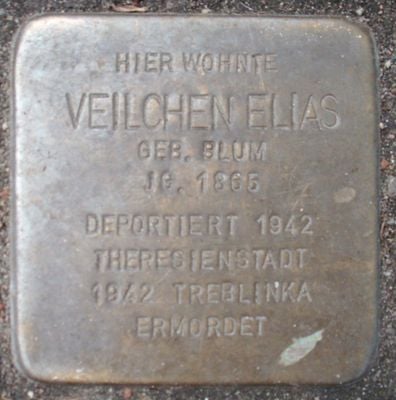 HIER WOHNTE
VEILCHEN ELIAS
GEB. BLUM
JG. 1865
DEPORTIERT 1942
THERESIENSTADT
1942 TREBLINKA
ERMORDET